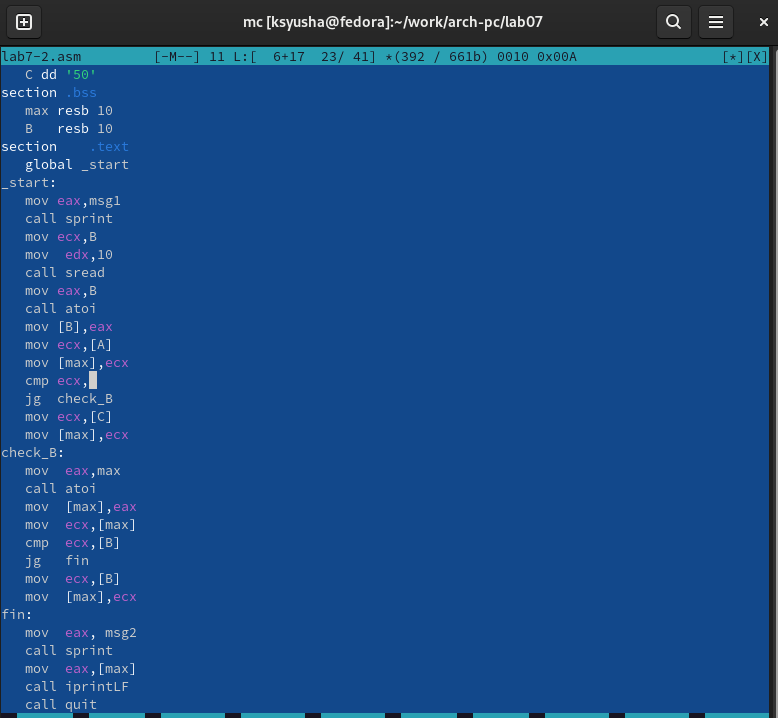 mc [ksyusha@fedora]:~/work/arch-pc/lab07
lab7-2.asm [-M--] 11 L:[ 6+17 23/ 41] *(392 / 661b) 0010 0x00A [*][X]
C dd '50'
section .bss
max resb 10
B resb 10
section .text
global _start
_start:
mov eax,msg1
call sprint
mov ecx,B
mov edx,10
call sread
mov eax,B
call atoi
mov [B],eax
mov ecx,[A]
mov [max],ecx
cmp ecx,
jg check_B
mov ecx,[C]
mov [max],ecx
check_B:
mov eax,max
call atoi
mov [max],eax
mov ecx,[max]
cmp ecx,[B]
jg fin
mov ecx,[B]
mov [max],ecx
fin:
mov eax, msg2
call sprint
mov eax,[max]
call iprintLF
call quit